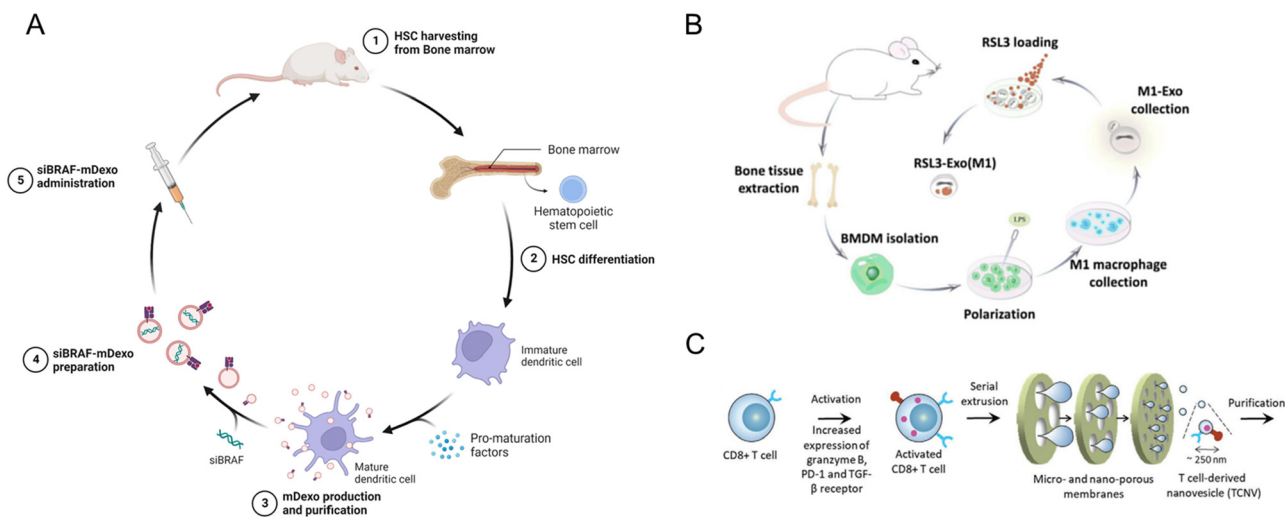 A
1
HSC harvesting
from Bone marrow
Bone marrow
Hematopoietic
stem cell
2
HSC differentiation
Immature
dendritic cell
Pro-maturation
factors
Mature
dendritic cell
3
mDexo production
and purification
siBRAF
4
siBRAF-mDexo
preparation
5
siBRAF-mDexo
administration
B
Bone tissue
extraction
BMDM isolation
LPS
Polarization
M1 macrophage
collection
M1-Exo
collection
RSL3 loading
RSL3-Exo(M1)
C
CD8+ T cell
Activation
Increased
expression of
granzyme B,
PD-1 and TGF-
β receptor
Activated
CD8+ T cell
Serial
extrusion
Micro- and nano-porous
membranes
~ 250 nm
T cell-derived
nanovesicle (TCNV)
Purification